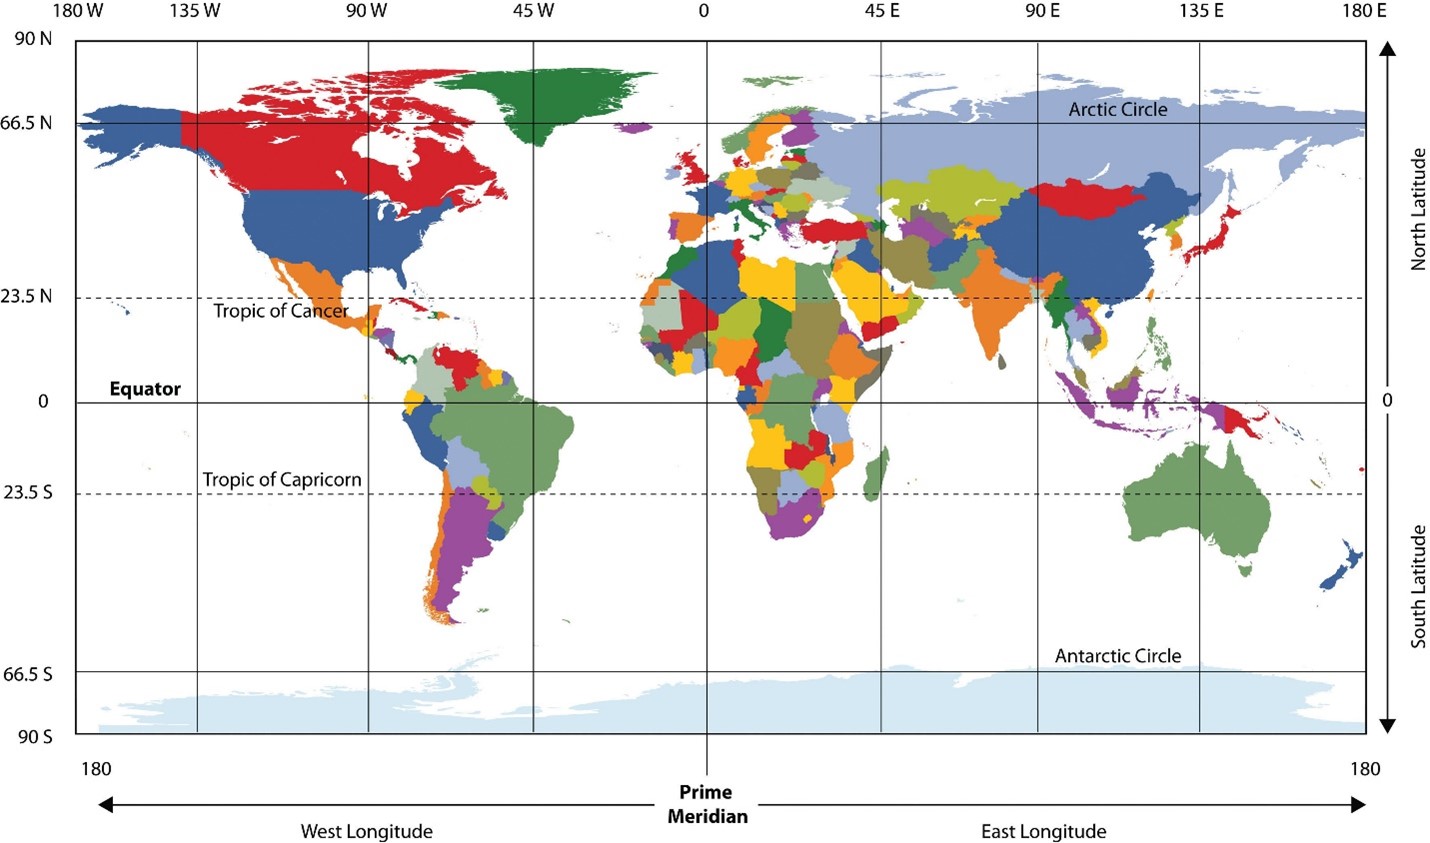 180 W 135 W 90 W 45 W 0 45 E 90 E 135 E 180 E
90 N
Arctic Circle
66.5 N
North Latitude
23.5 N
Tropic of Cancer
Equator
0 0
Tropic of Capricorn
23.5 S
South Latitude
Antarctic Circle
66.5 S
90 S
180 180
Prime
Meridian
West Longitude East Longitude